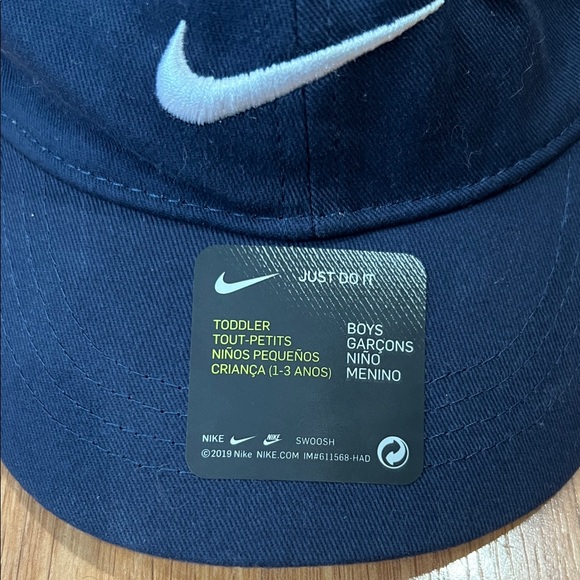 JUST DO IT
TODDLER
TOUT-PETITS
NIÑOS PEQUEÑOS
CRIANÇA (1-3 ANOS)
BOYS
GARÇONS
NIÑO
MENINO
NIKE NIKE SWOOSH
©2019 Nike NIKE.COM IM#611568-HAD